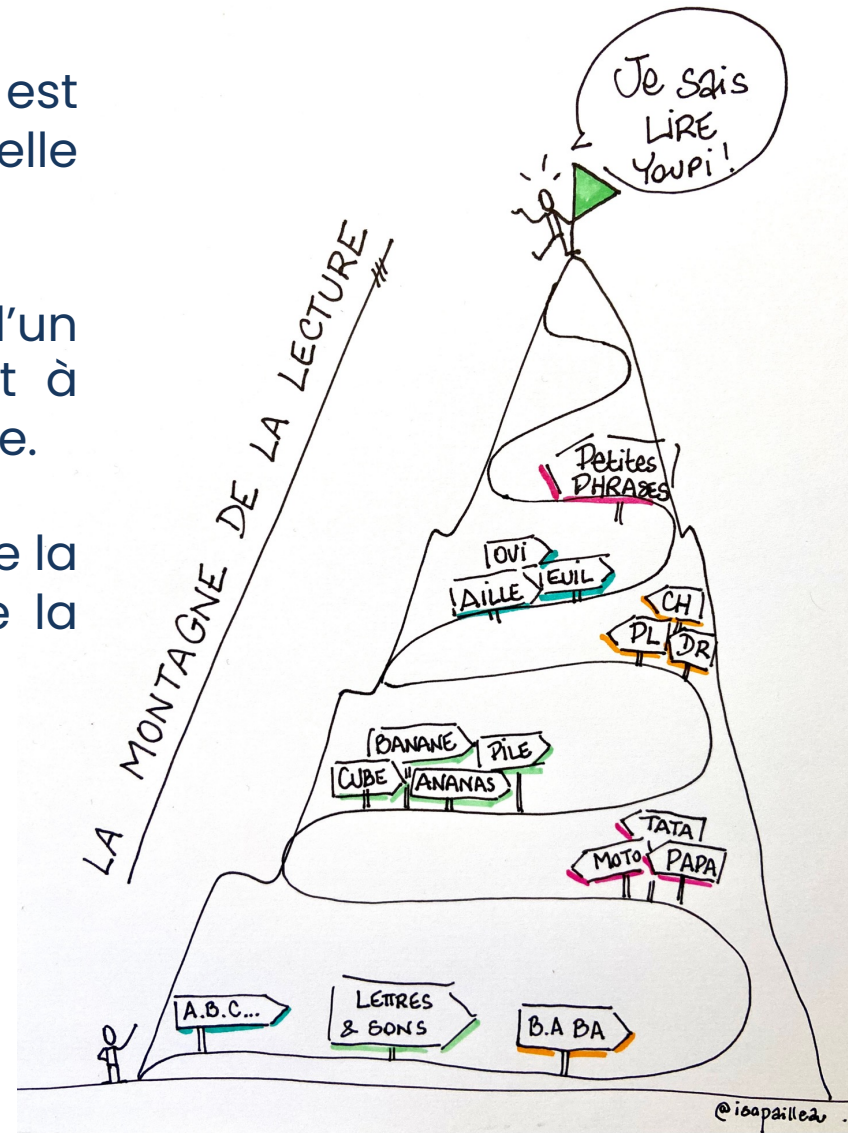 est
elle
l'un
t à
e.
e la
e la
Je sais
LIRE
YOUPI !
LA MONTAGNE DE LA LECTURE
Petites
PHRASES
OUI
AILLE
EUIL
CH
PL
DR
BANANE
PILE
CUBE
ANANAS
TATA
MOTO
PAPA
A.B.C...
LETTRES
& SONS
B.A BA
@isapailleau